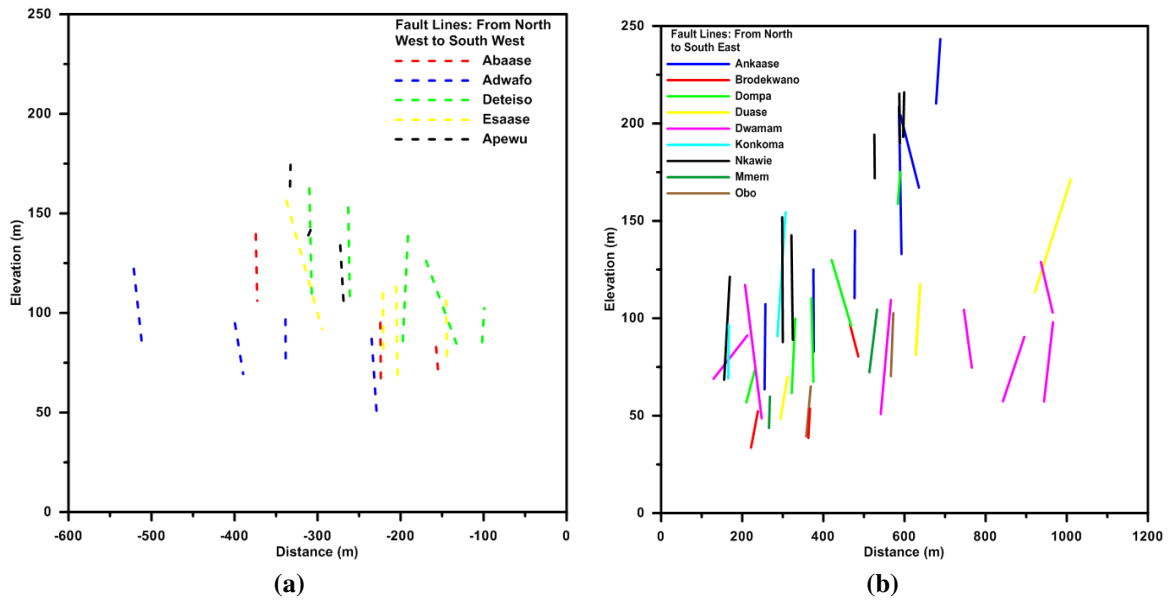 Fault Lines: From North
West to South West
Abaase
Adwafo
Deteiso
Esaase
Apewu
250
200
150
100
50
0
Elevation (m)
-600
-500
-400
-300
-200
-100
0
Distance (m)
(a)
Fault Lines: From North
to South East
Ankaase
Brodekwano
Dompa
Duase
Dwamam
Konkoma
Nkawie
Mmem
Obo
250
200
150
100
50
0
Elevation (m)
0
200
400
600
800
1000
1200
Distance (m)
(b)